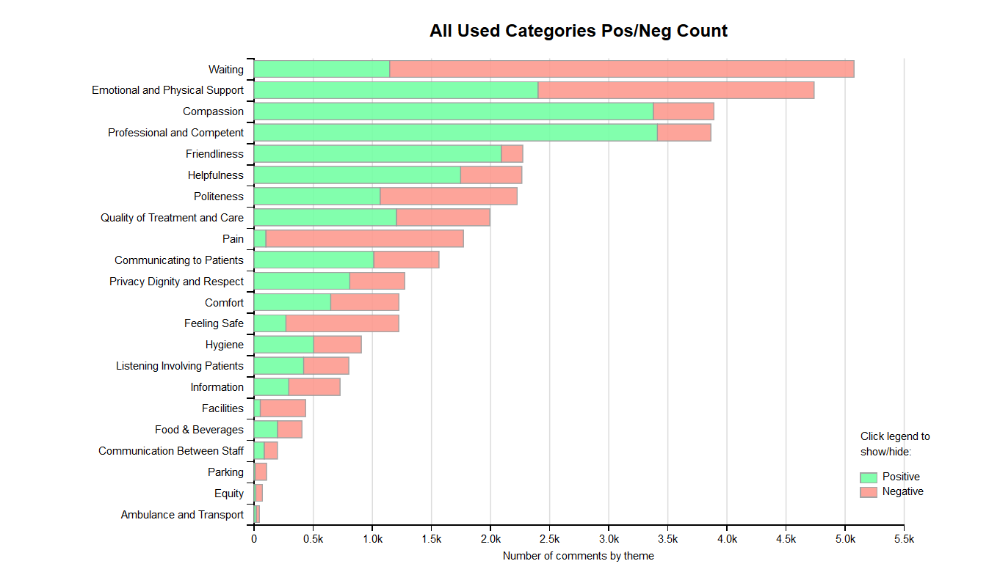 All Used Categories Pos/Neg Count
Waiting
Emotional and Physical Support
Compassion
Professional and Competent
Friendliness
Helpfulness
Politeness
Quality of Treatment and Care
Pain
Communicating to Patients
Privacy Dignity and Respect
Comfort
Feeling Safe
Hygiene
Listening Involving Patients
Information
Facilities
Food & Beverages
Communication Between Staff
Parking
Equity
Ambulance and Transport
Click legend to
show/hide:
Positive
Negative
0 0.5k 1.0k 1.5k 2.0k 2.5k 3.0k 3.5k 4.0k 4.5k 5.0k 5.5k
Number of comments by theme